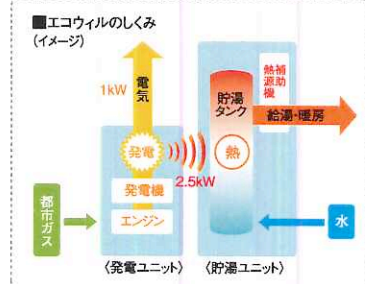 ■エコウィルのしくみ
(イメージ)
1kW
電気
発電
発電機
エンジン
都市ガス
2.5kW
貯湯
タンク
熱
補助
熱源機
給湯・暖房
水
〈発電ユニット〉
〈貯湯ユニット〉